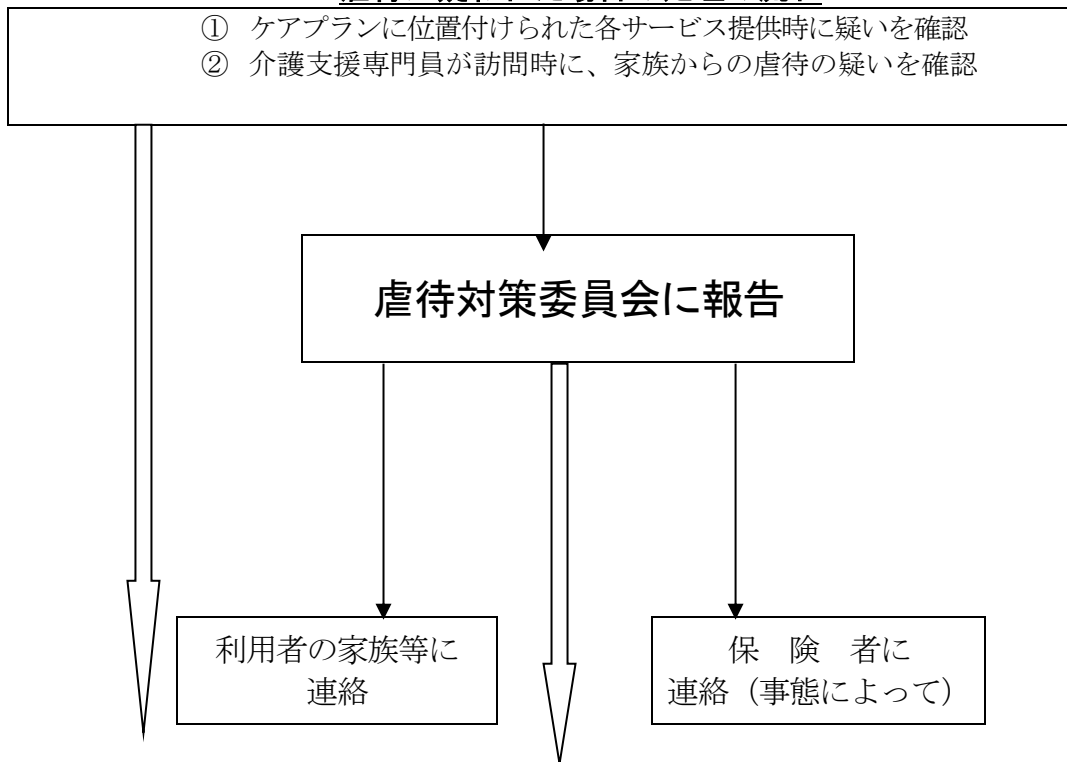 ① ケアプランに位置付けられた各サービス提供時に疑いを確認
② 介護支援専門員が訪問時に、家族からの虐待の疑いを確認
虐待対策委員会に報告
利用者の家族等に
連絡
保　険　者に
連絡（事態によって）